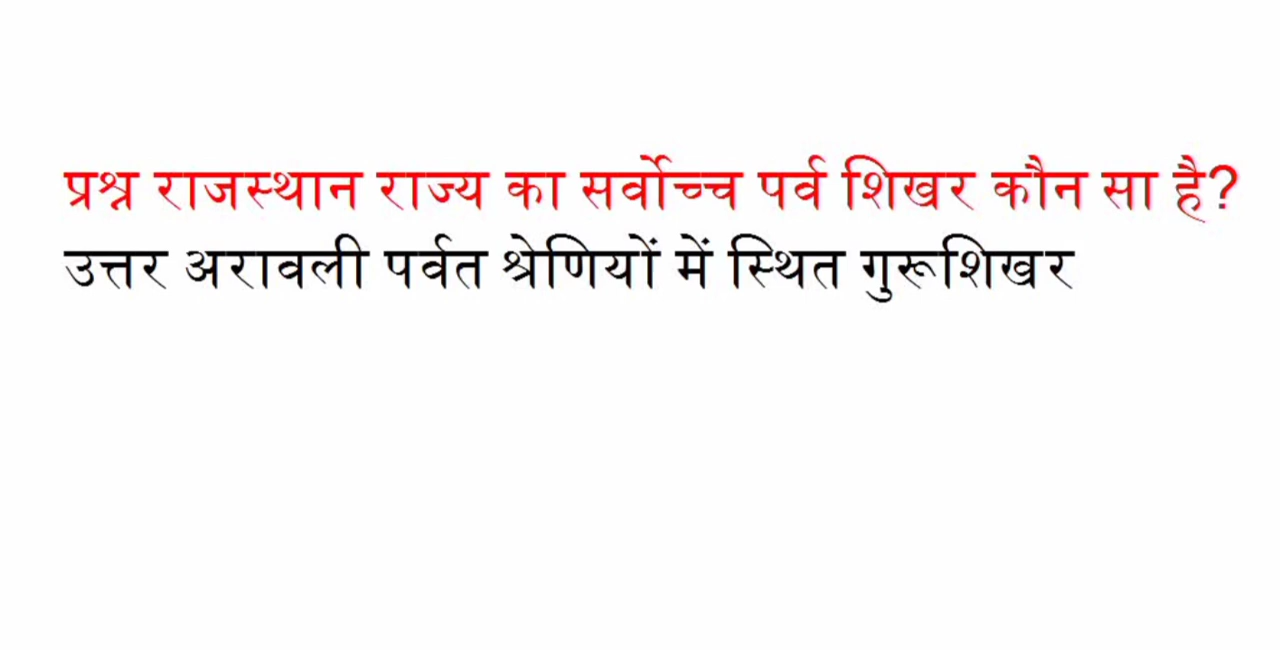 प्रश्न राजस्थान राज्य का सर्वोच्च पर्व शिखर कौन सा है?
उत्तर अरावली पर्वत श्रेणियों में स्थित गुरूशिखर